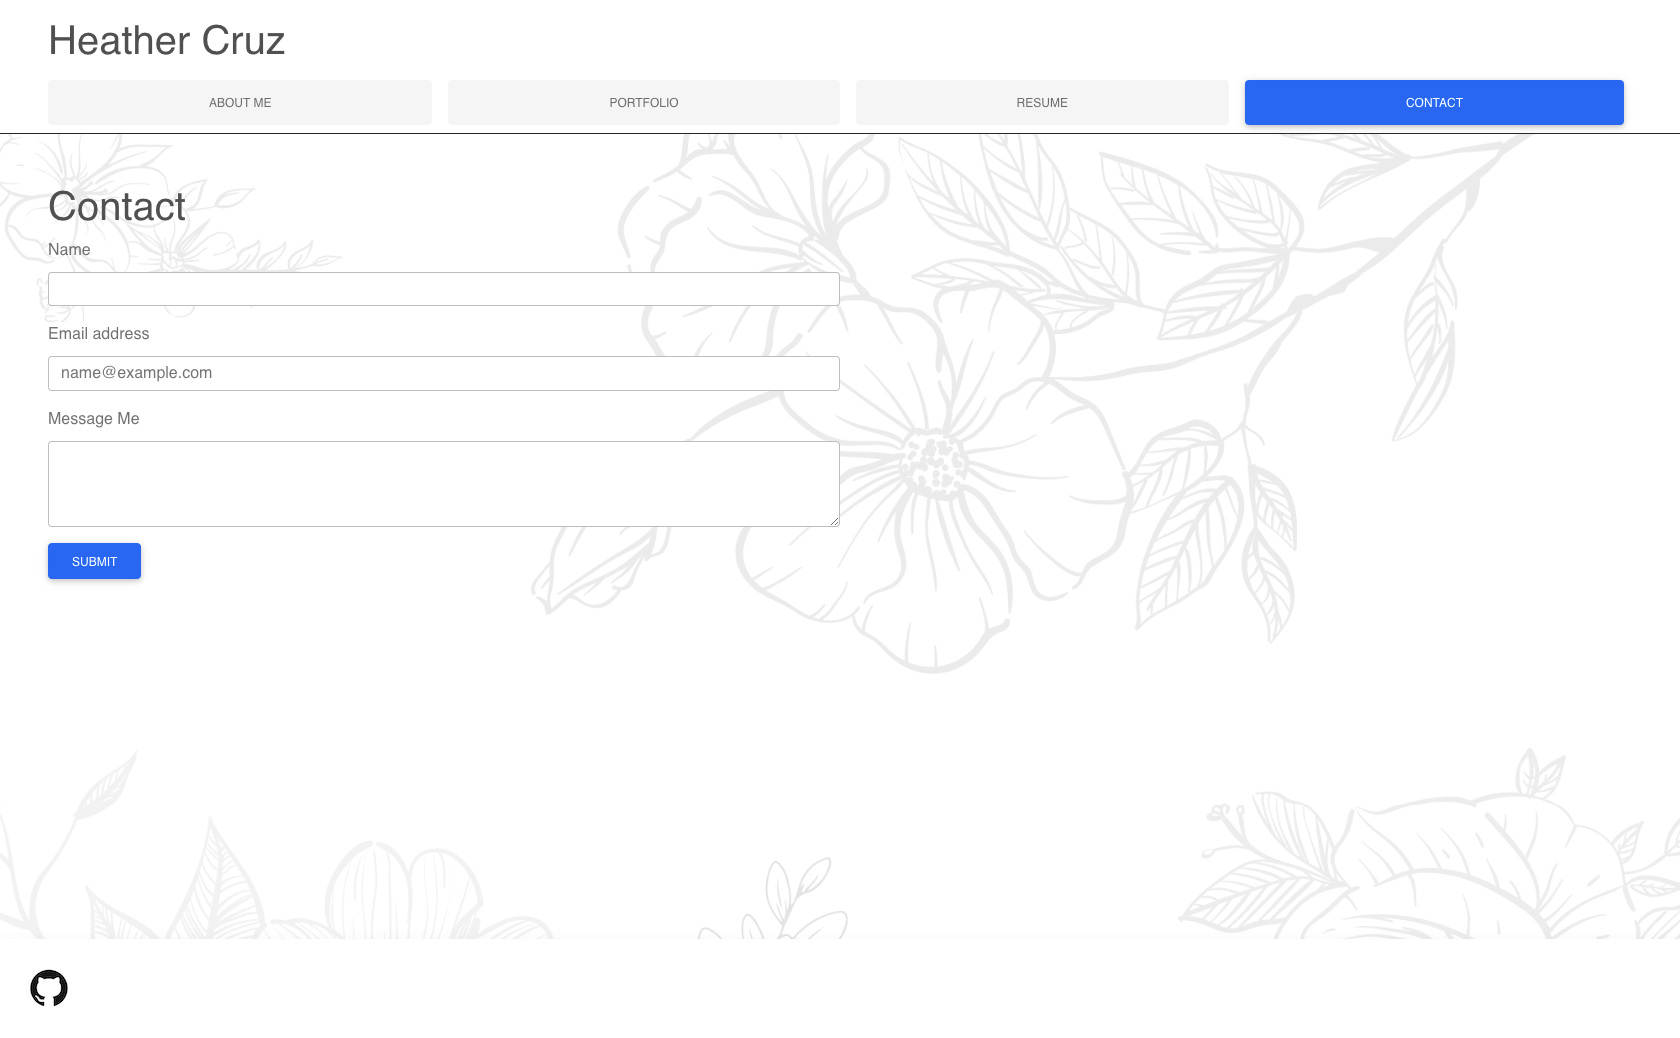 Heather Cruz
ABOUT ME
PORTFOLIO
RESUME
CONTACT
Contact
Name
Email address
name@example.com
Message Me
SUBMIT